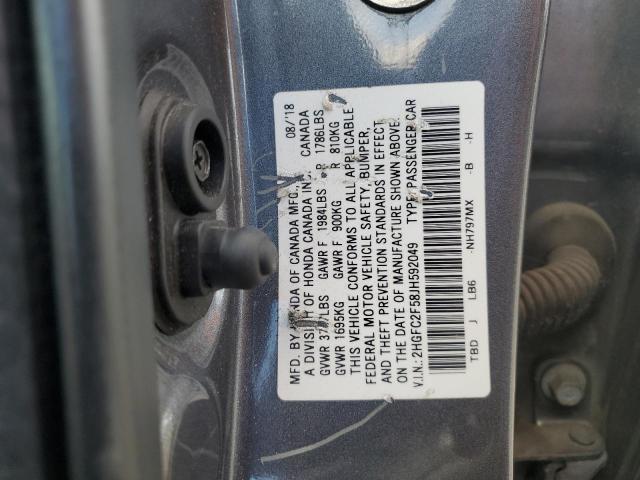 MFD. BY HONDA OF CANADA MFG., 08/'18
A DIVISION OF HONDA CANADA INC. CANADA
GVWR LBS GAWR F 1984LBS R 1786LBS
GVWR 1695KG GAWR F 900KG R 810KG
THIS VEHICLE CONFORMS TO ALL APPLICABLE
FEDERAL MOTOR VEHICLE SAFETY, BUMPER,
AND THEFT PREVENTION STANDARDS IN EFFECT
ON THE DATE OF MANUFACTURE SHOWN ABOVE.
V.I.N.: 2HGFC2F58JH592049 TYPE: PASSENGER CAR
TBD J LB6 -NH797MX -B -H